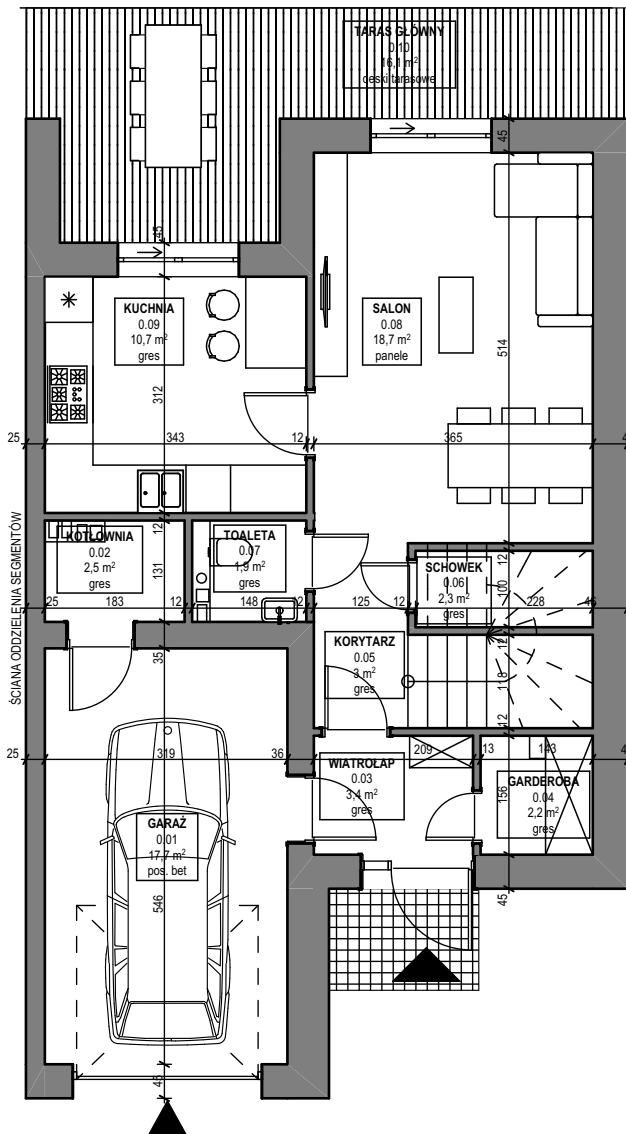 TARAS GŁÓWNY
0.10
16,1 m²
deski tarasowe
45
45
KUCHNIA
0.09
10,7 m²
gres
SALON
0.08
18,7 m²
panele
312
514
25
343
12
365
4
ŚCIANA ODDZIELENIA SEGMENTÓW
KOTŁOWNIA
0.02
2,5 m²
gres
12
131
TOALETA
0.07
1,9 m²
gres
SCHOWEK
0.06
2,3 m²
gres
12
100
25
183
12
148
12
125
12
228
46
KORYTARZ
0.05
3 m²
gres
12
118
12
35
25
319
36
209
13
143
4
WIATROŁAP
0.03
3,4 m²
gres
156
GARDEROBA
0.04
2,2 m²
gres
GARAŻ
0.01
17,7 m²
pos. bet
546
45
45